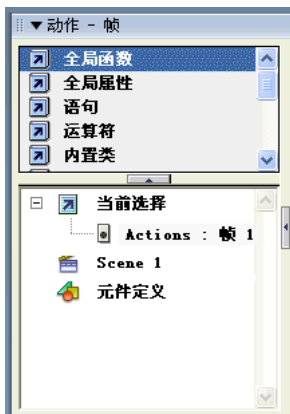 动作 - 帧
全局函数
全局属性
语句
运算符
内置类
当前选择
Actions : 帧 1
Scene 1
元件定义